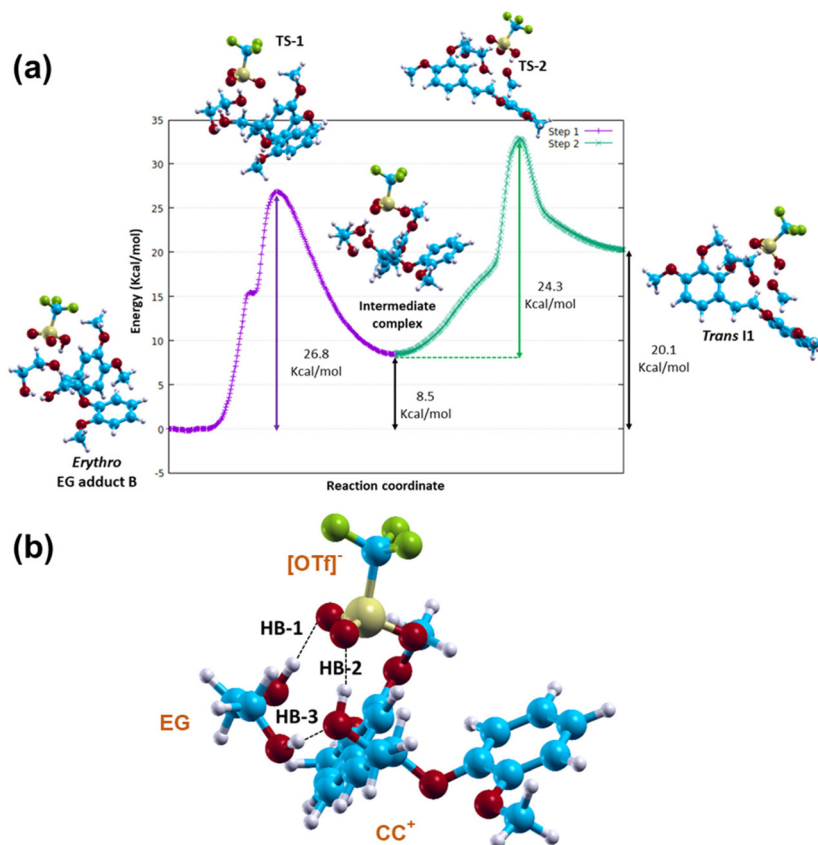 (a)
TS-1
TS-2
35
30
25
20
15
10
5
0
-5
Energy (Kcal/mol)
Step 1
Step 2
26.8
Kcal/mol
Intermediate
complex
8.5
Kcal/mol
24.3
Kcal/mol
20.1
Kcal/mol
Trans I1
Erythro
EG adduct B
Reaction coordinate
(b)
[OTf]-
HB-1
HB-2
HB-3
EG
CC+